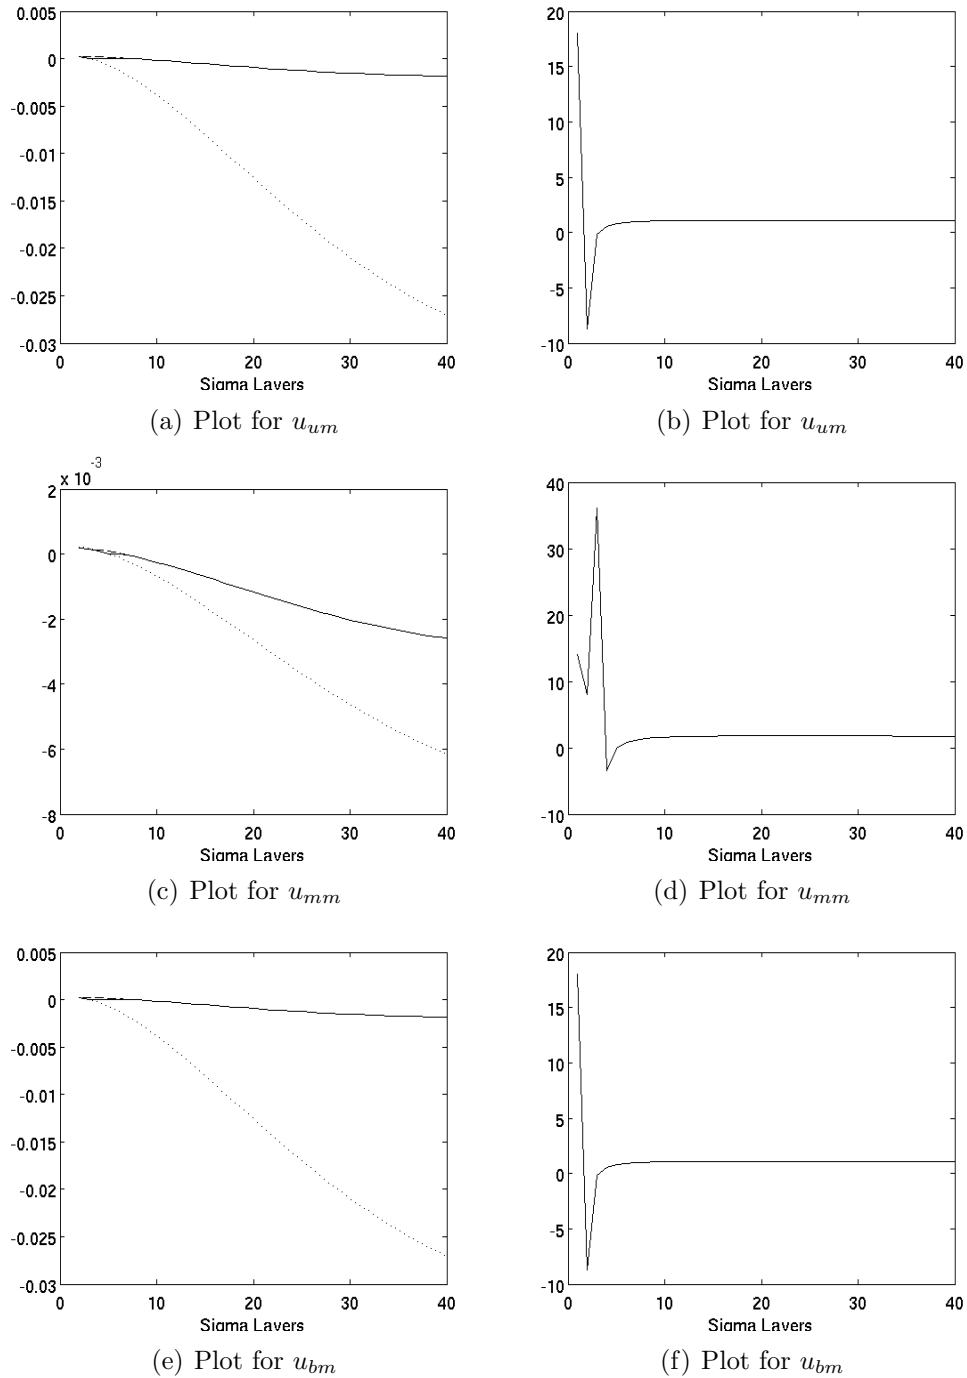 0.005
0
-0.005
-0.01
-0.015
-0.02
-0.025
-0.03
0 10 20 30 40
Sigma Layers
(a) Plot for u_{um}
20
15
10
5
0
-5
-10
0 10 20 30 40
Sigma Layers
(b) Plot for u_{um}
x 10^{-3}
2
0
-2
-4
-6
-8
0 10 20 30 40
Sigma Layers
(c) Plot for u_{mm}
40
30
20
10
0
-10
0 10 20 30 40
Sigma Layers
(d) Plot for u_{mm}
0.005
0
-0.005
-0.01
-0.015
-0.02
-0.025
-0.03
0 10 20 30 40
Sigma Layers
(e) Plot for u_{bm}
20
15
10
5
0
-5
-10
0 10 20 30 40
Sigma Layers
(f) Plot for u_{bm}